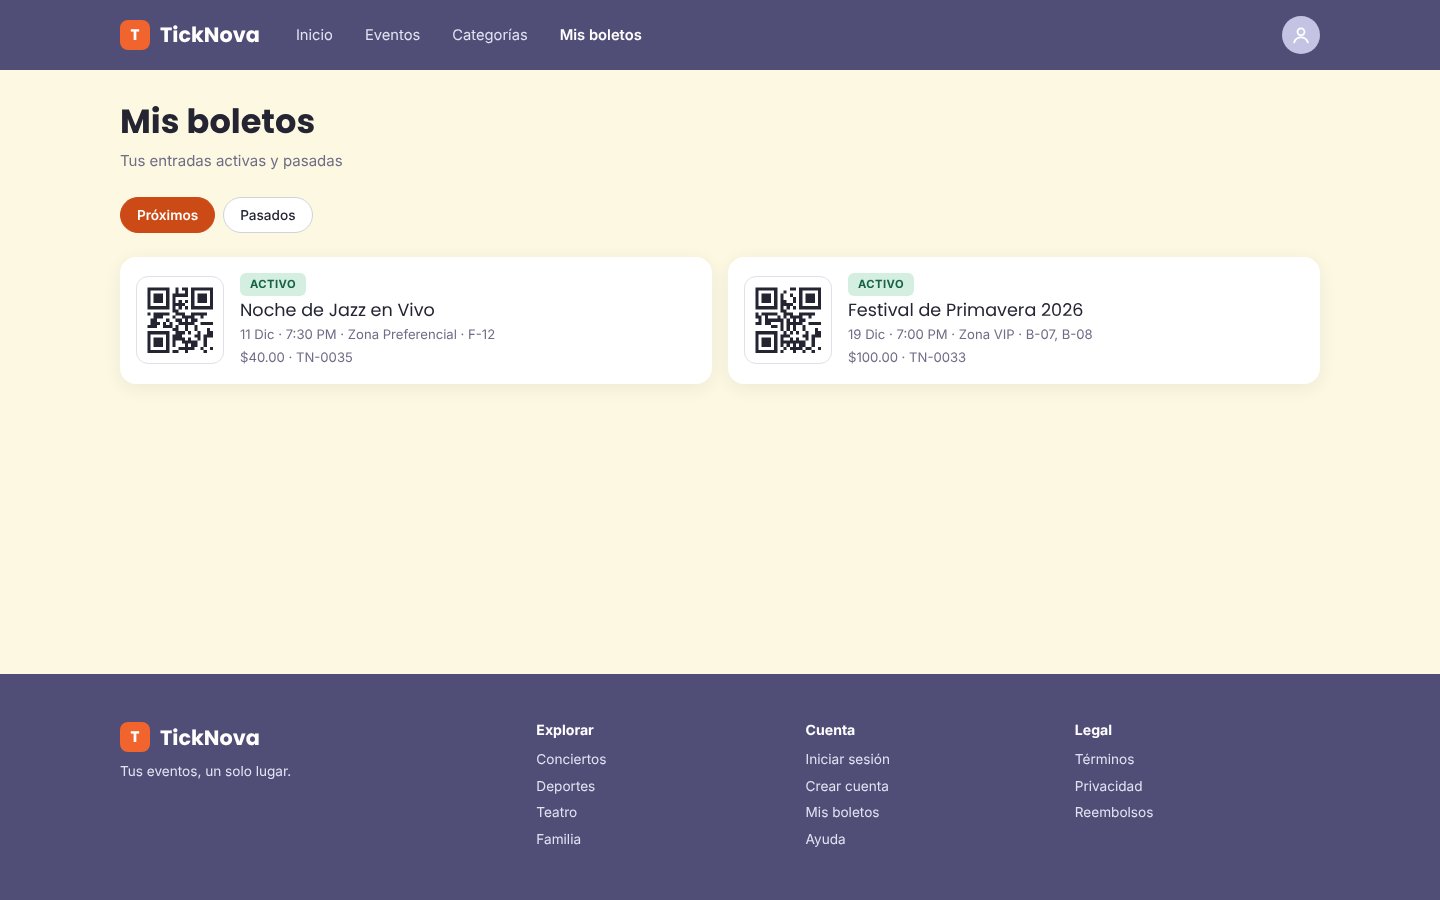 T TickNova Inicio Eventos Categorías Mis boletos
Mis boletos
Tus entradas activas y pasadas
Próximos Pasados
ACTIVO
Noche de Jazz en Vivo
11 Dic · 7:30 PM · Zona Preferencial · F-12
$40.00 · TN-0035
ACTIVO
Festival de Primavera 2026
19 Dic · 7:00 PM · Zona VIP · B-07, B-08
$100.00 · TN-0033
T TickNova
Tus eventos, un solo lugar.
Explorar
Conciertos
Deportes
Teatro
Familia
Cuenta
Iniciar sesión
Crear cuenta
Mis boletos
Ayuda
Legal
Términos
Privacidad
Reembolsos